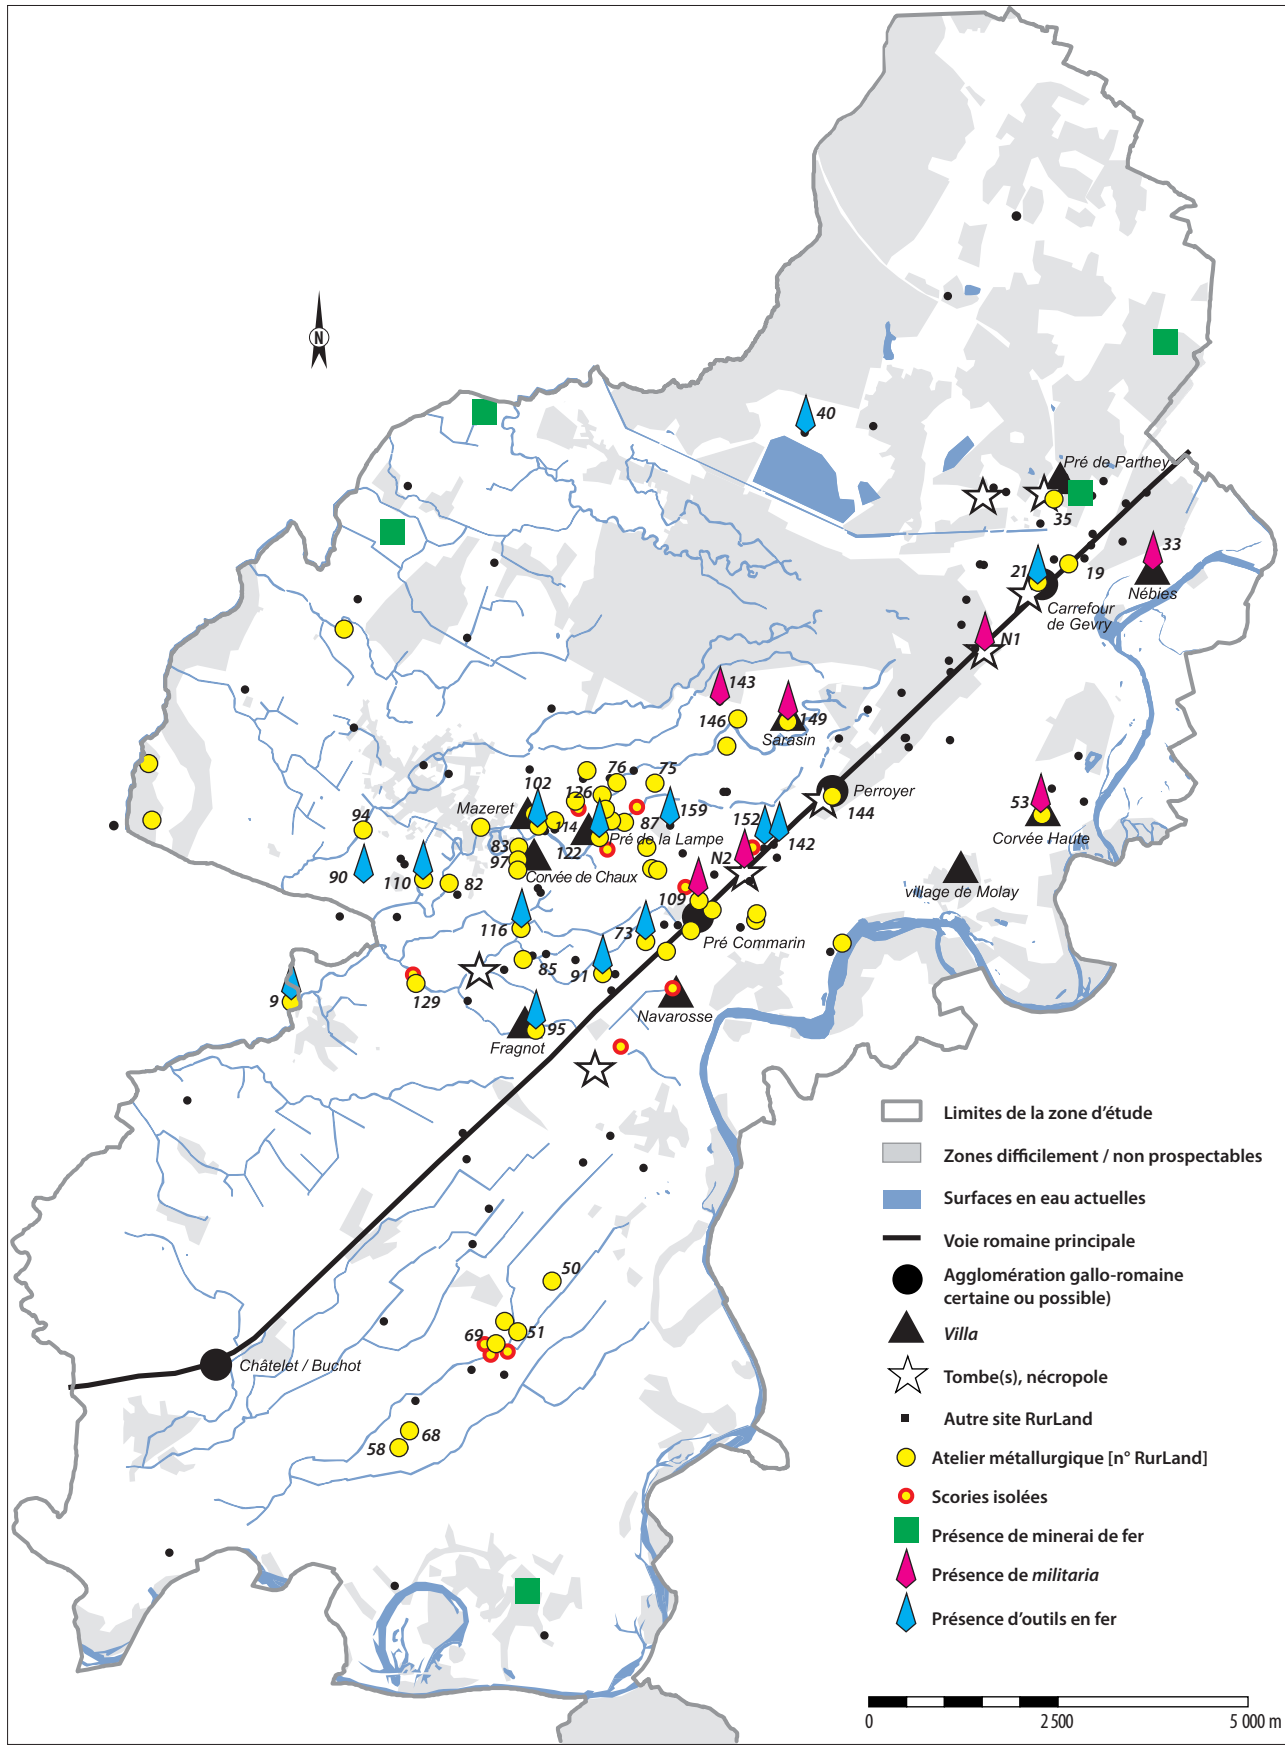 N
40
Pré de Parthey
35
33
21
19
Nébies
Carrefour
de Gevry
N1
143
146
149
Sarasin
76
75
102
126
Mazeret
159
Perroyer
53
94
114
87
152
144
83
122
Pré de la Lampe
142
Corvée Haute
97
N2
90
110
82
Corvée de Chaux
village de Molay
109
116
73
Pré Commarin
85
91
9
129
Navarosse
95
Fragnot
50
69
51
Châtelet / Buchot
68
58
Limites de la zone d'étude
Zones difficilement / non prospectables
Surfaces en eau actuelles
Voie romaine principale
Agglomération gallo-romaine
certaine ou possible)
Villa
Tombe(s), nécropole
Autre site RurLand
Atelier métallurgique [n° RurLand]
Scories isolées
Présence de minerai de fer
Présence de militaria
Présence d'outils en fer
0 2 500 5 000 m